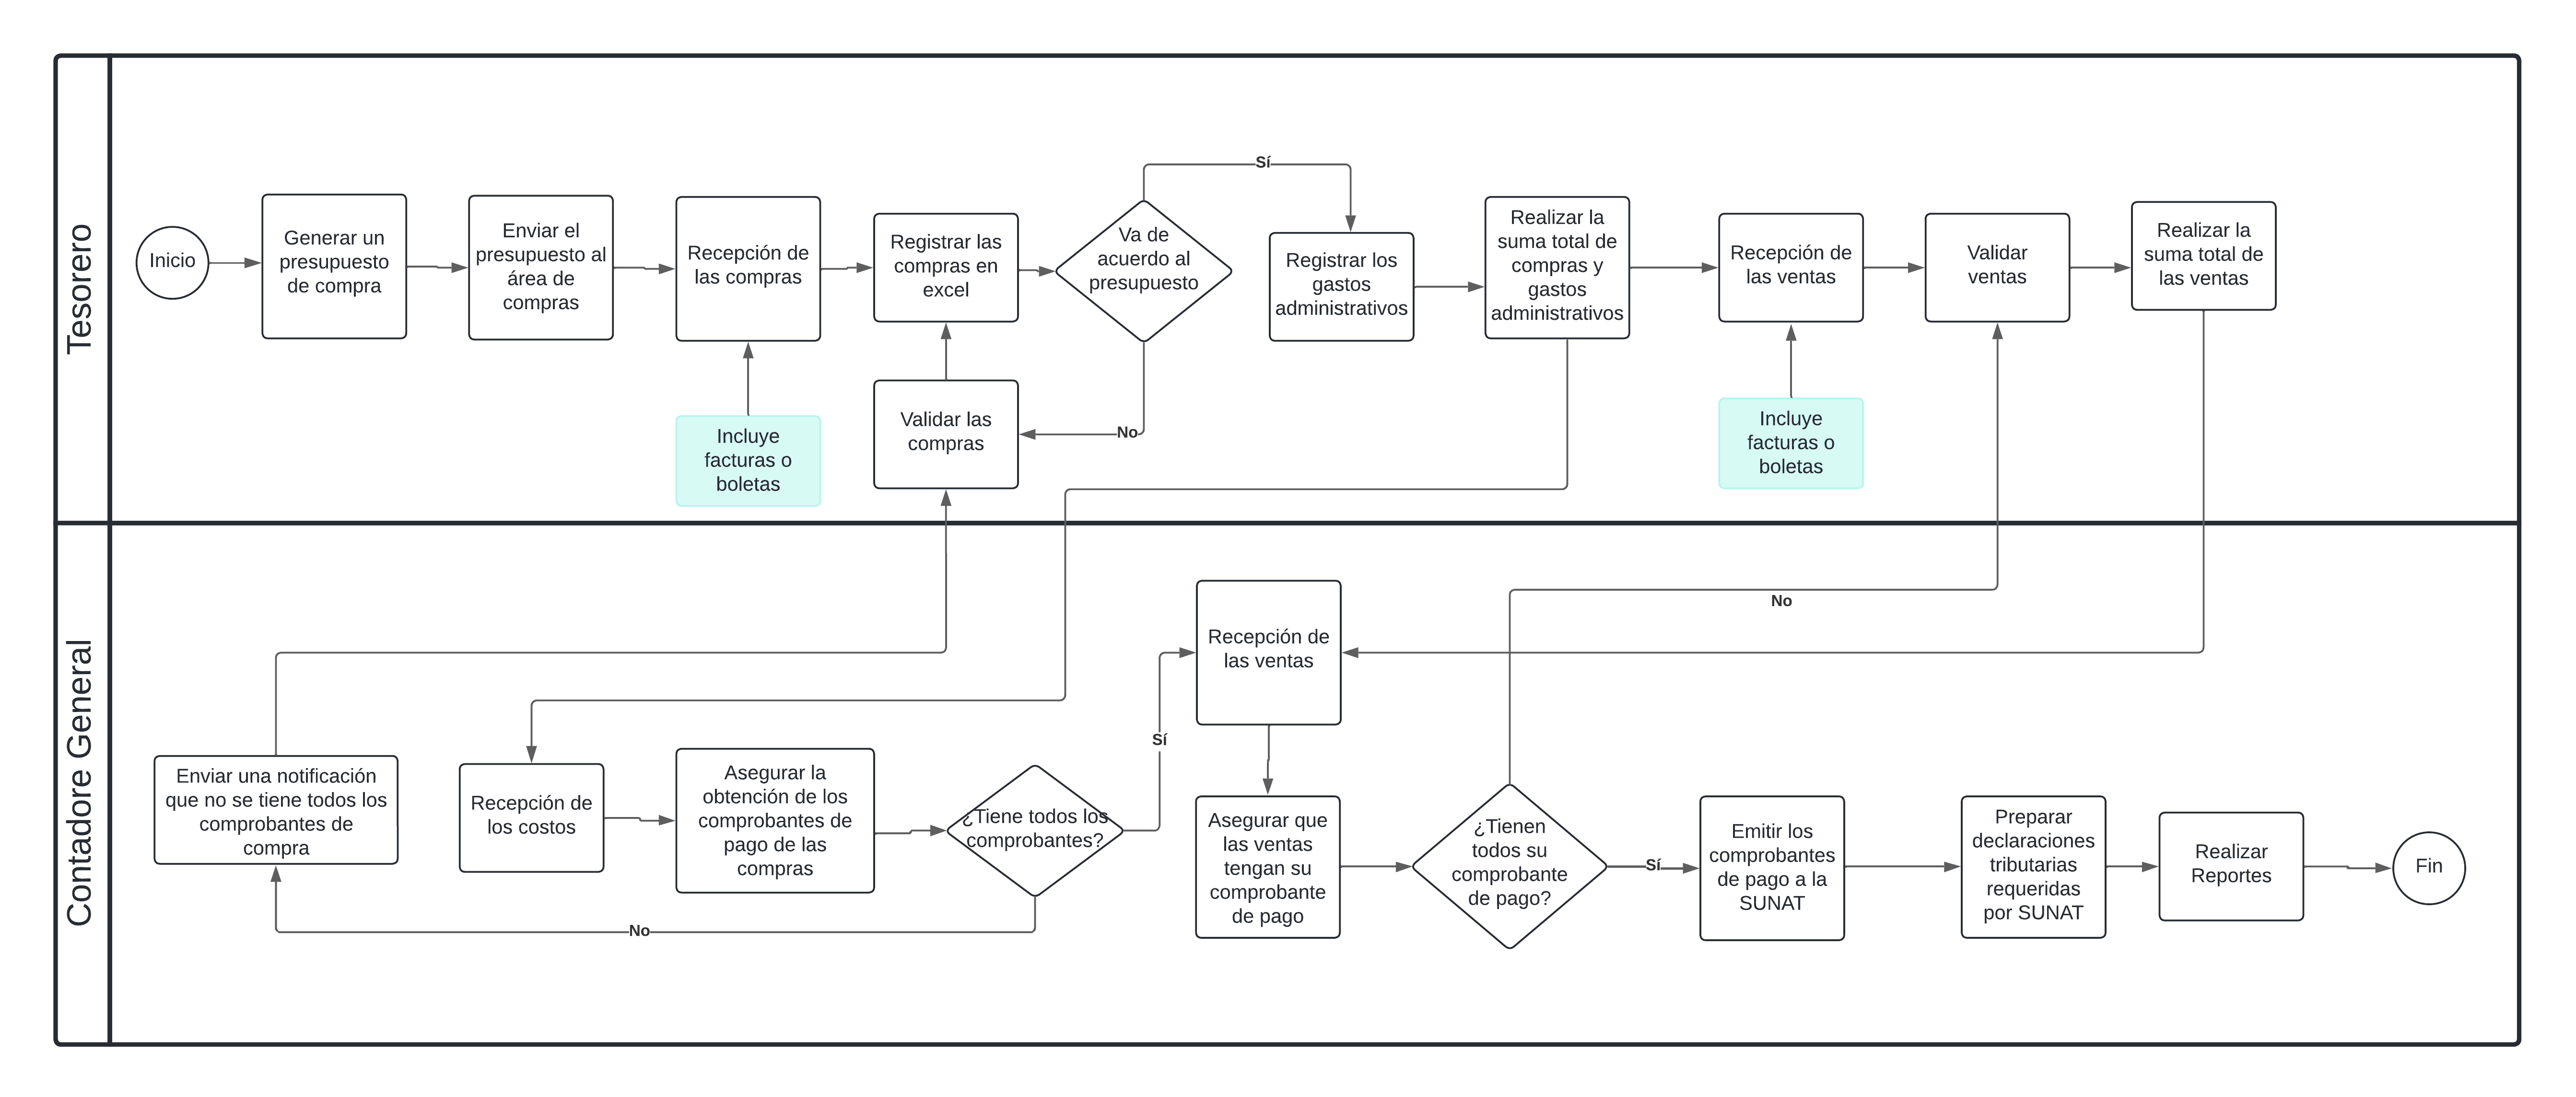 Tesorero
Inicio
Generar un
presupuesto
de compra
Enviar el
presupuesto al
área de
compras
Recepción de
las compras
Incluye
facturas o
boletas
Registrar las
compras en
excel
Validar las
compras
Va de
acuerdo al
presupuesto
Sí
No
Registrar los
gastos
administrativos
Realizar la
suma total de
compras y
gastos
administrativos
Recepción de
las ventas
Incluye
facturas o
boletas
Validar
ventas
Realizar la
suma total de
las ventas
Contadore General
Enviar una notificación
que no se tiene todos los
comprobantes de
compra
Recepción de
los costos
Asegurar la
obtención de los
comprobantes de
pago de las
compras
¿Tiene todos los
comprobantes?
No
Sí
Recepción de
las ventas
Asegurar que
las ventas
tengan su
comprobante
de pago
¿Tienen
todos su
comprobante
de pago?
No
Sí
Emitir los
comprobantes
de pago a la
SUNAT
Preparar
declaraciones
tributarias
requeridas
por SUNAT
Realizar
Reportes
Fin